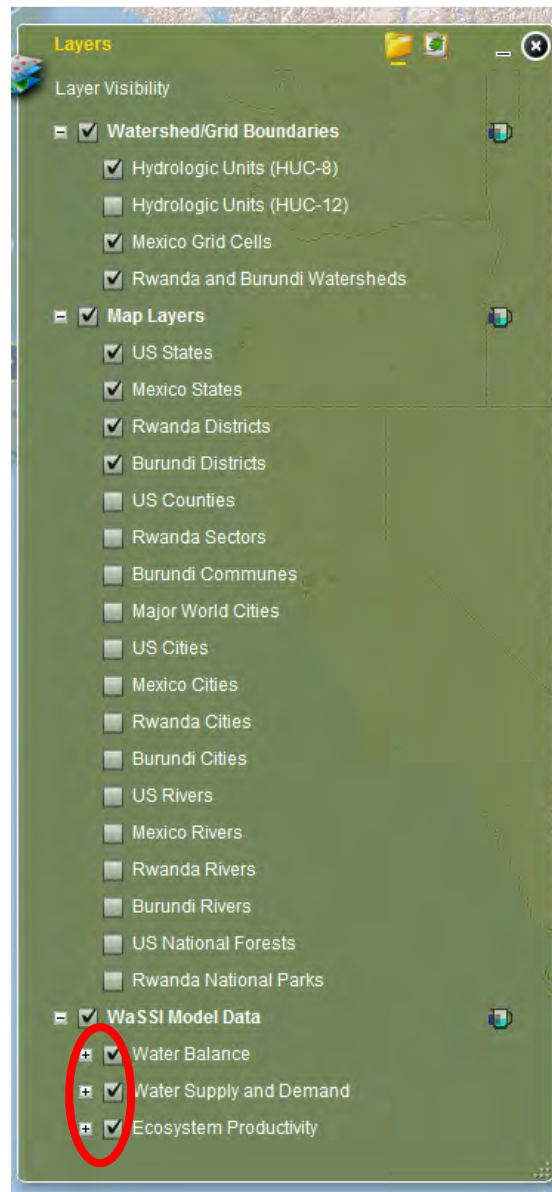 Layers
Layer Visibility
Watershed/Grid Boundaries
Hydrologic Units (HUC-8)
Hydrologic Units (HUC-12)
Mexico Grid Cells
Rwanda and Burundi Watersheds
Map Layers
US States
Mexico States
Rwanda Districts
Burundi Districts
US Counties
Rwanda Sectors
Burundi Communes
Major World Cities
US Cities
Mexico Cities
Rwanda Cities
Burundi Cities
US Rivers
Mexico Rivers
Rwanda Rivers
Burundi Rivers
US National Forests
Rwanda National Parks
WaSSI Model Data
Water Balance
Water Supply and Demand
Ecosystem Productivity